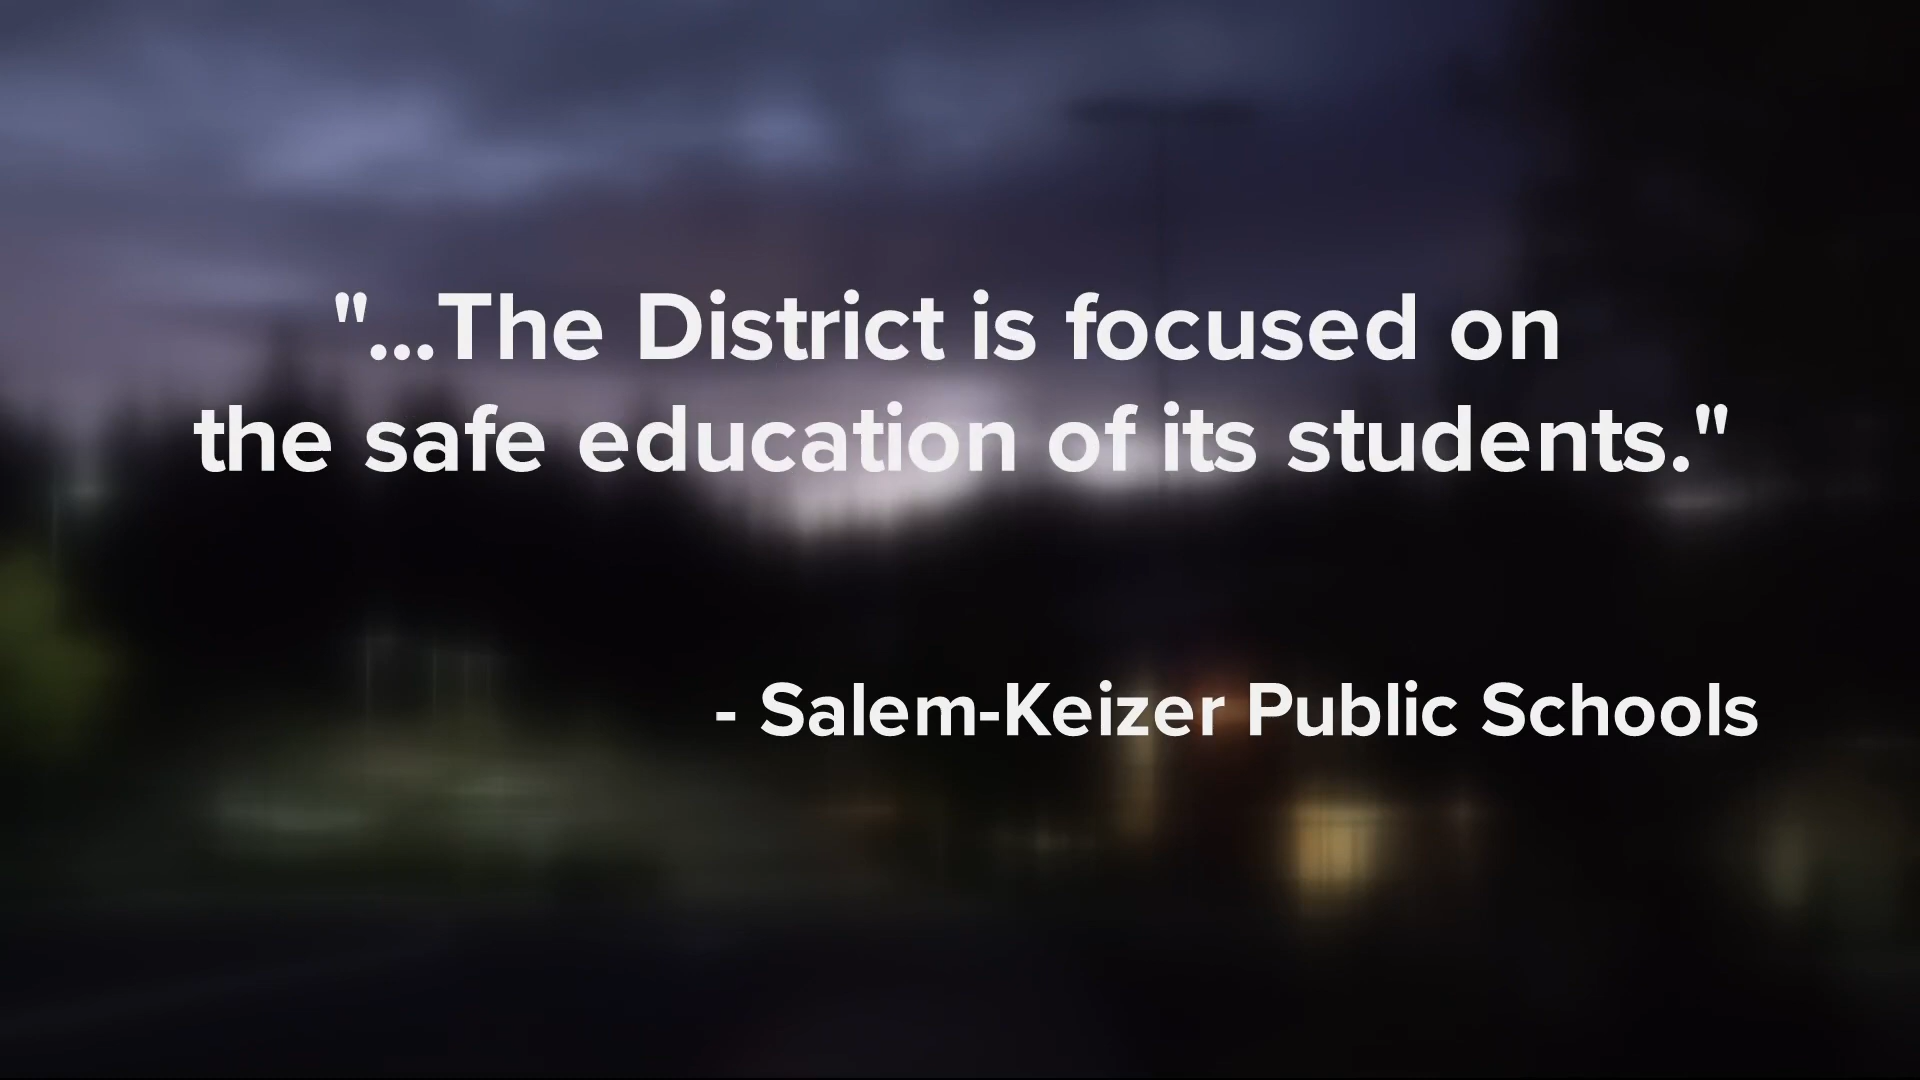 "...The District is focused on
the safe education of its students."
- Salem-Keizer Public Schools